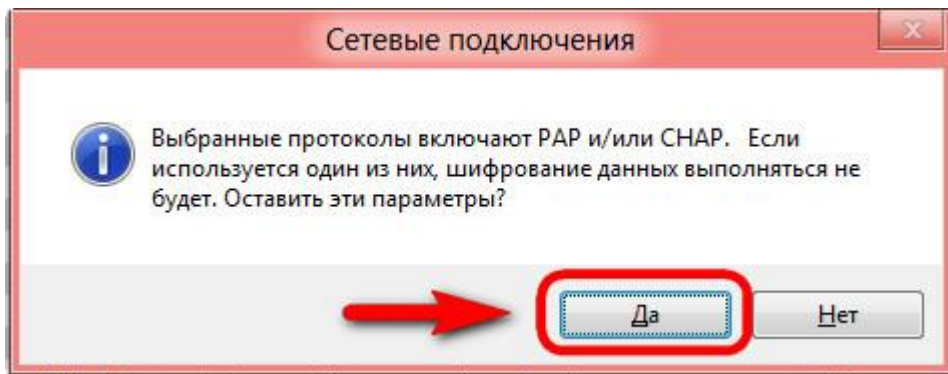 Сетевые подключения
Выбранные протоколы включают PAP и/или CHAP. Если
используется один из них, шифрование данных выполняться не
будет. Оставить эти параметры?
Да
Нет